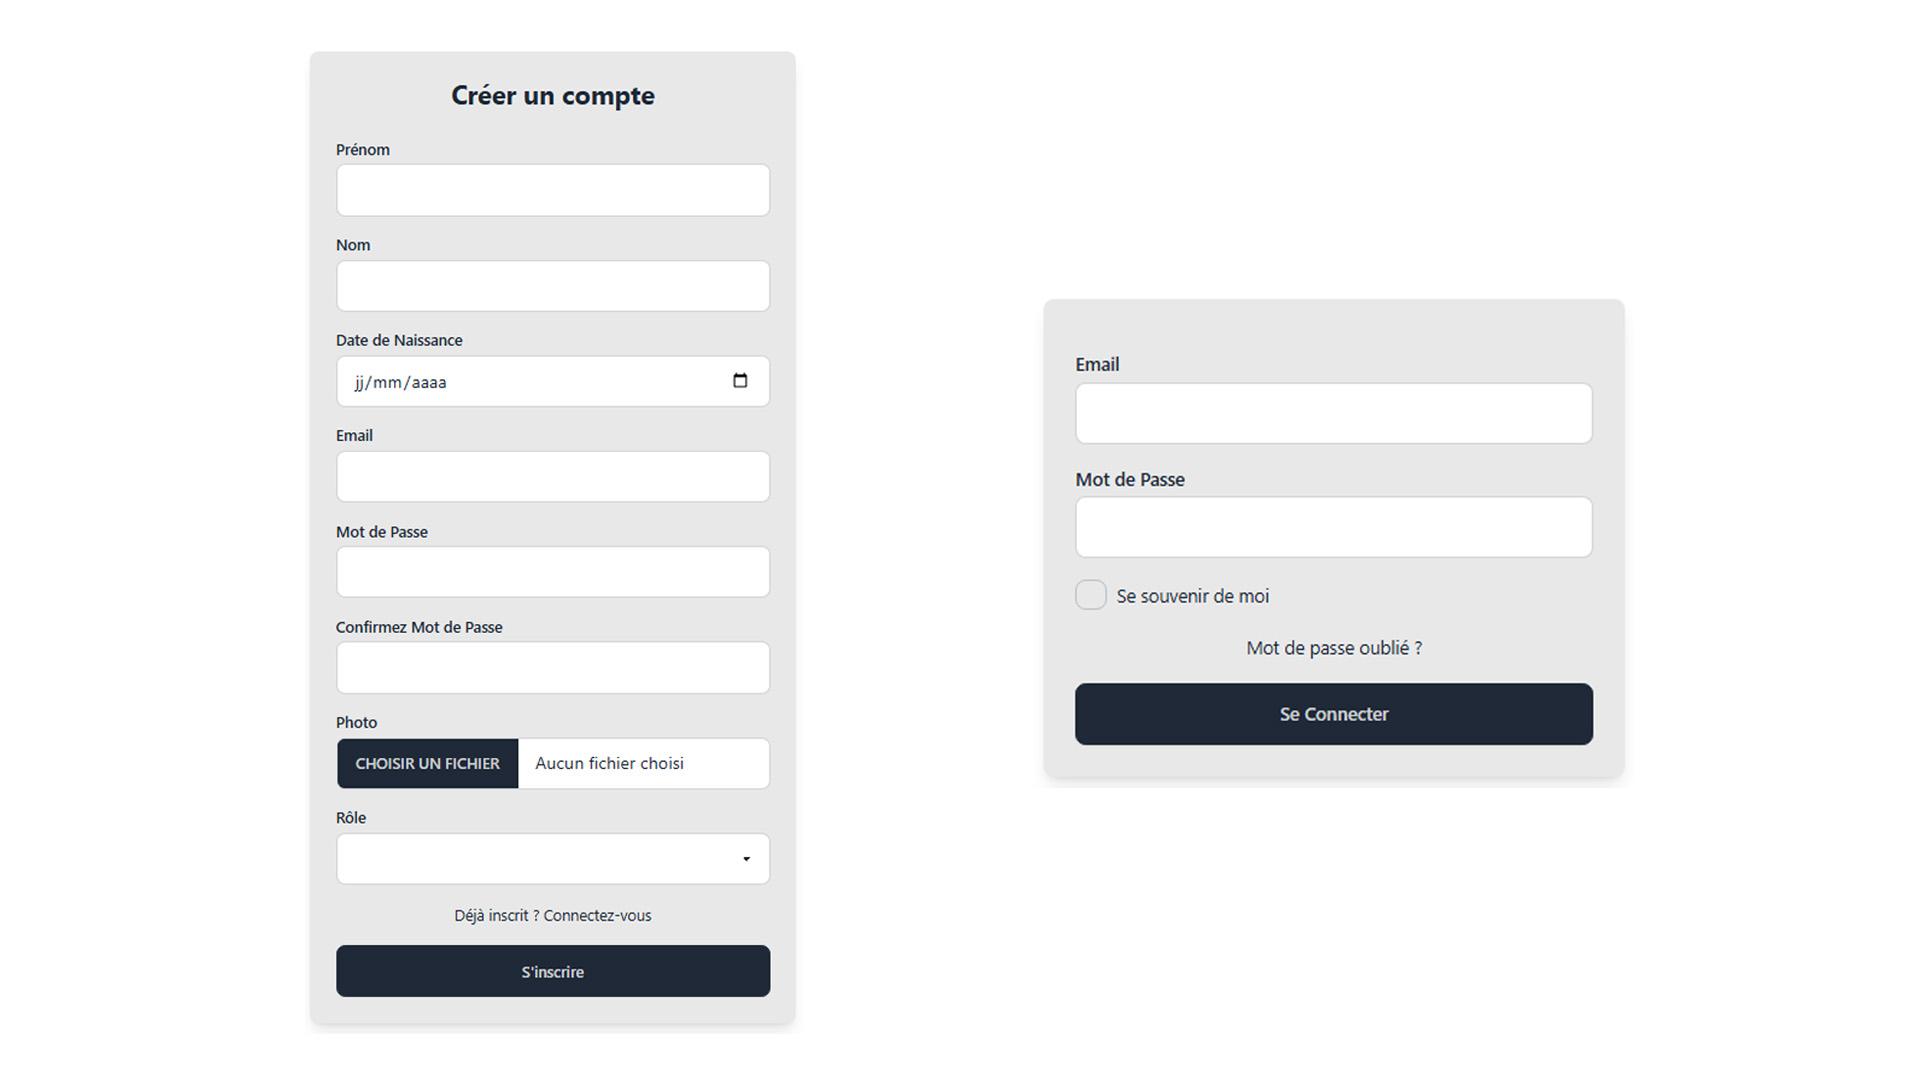 Créer un compte
Prénom
Nom
Date de Naissance
jj/mm/aaaa
Email
Mot de Passe
Confirmez Mot de Passe
Photo
CHOISIR UN FICHIER Aucun fichier choisi
Rôle
Déjà inscrit ? Connectez-vous
S'inscrire
Email
Mot de Passe
Se souvenir de moi
Mot de passe oublié ?
Se Connecter